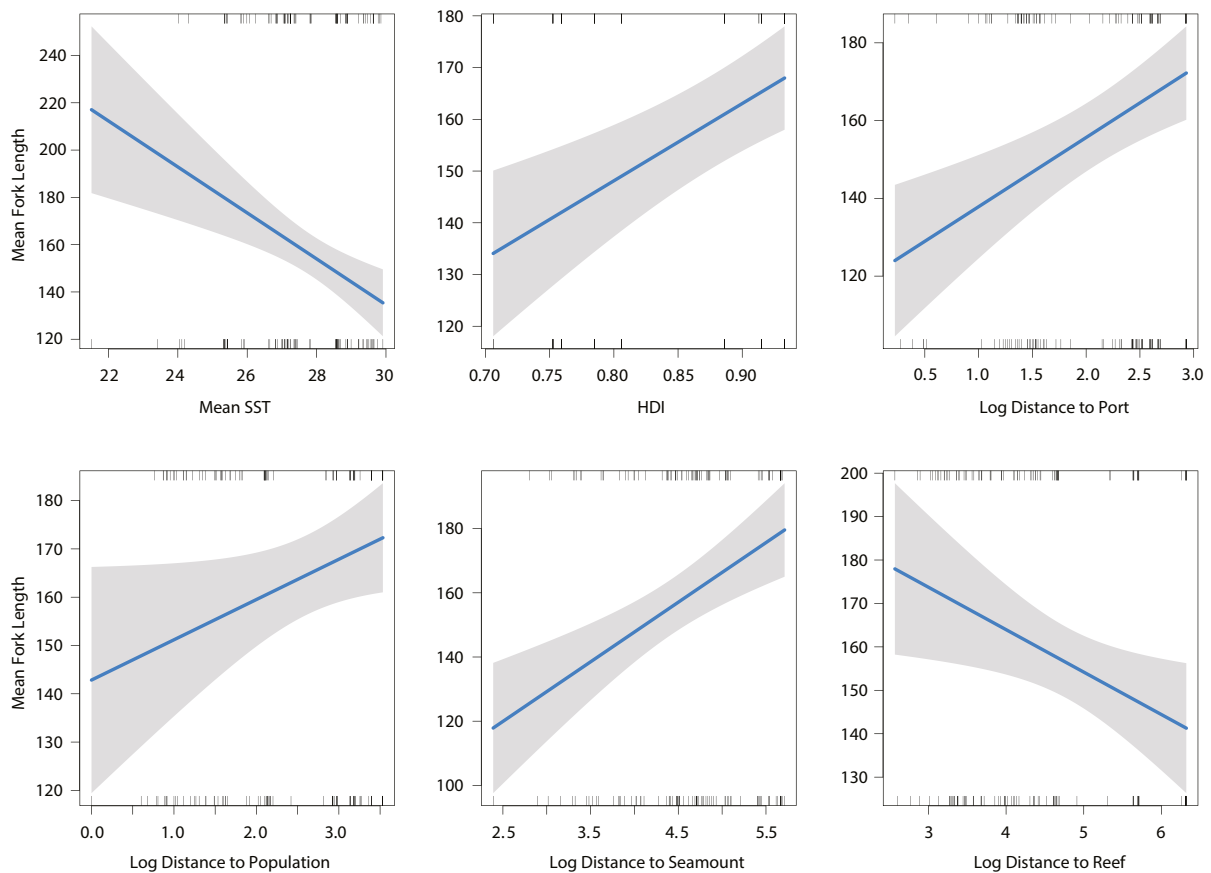 240
220
200
180
160
140
120
Mean Fork Length
22 24 26 28 30
Mean SST
180
170
160
150
140
130
120
0.70 0.75 0.80 0.85 0.90
HDI
180
160
140
120
0.5 1.0 1.5 2.0 2.5 3.0
Log Distance to Port
180
170
160
150
140
130
120
Mean Fork Length
0.0 1.0 2.0 3.0
Log Distance to Population
180
160
140
120
100
2.5 3.5 4.5 5.5
Log Distance to Seamount
200
190
180
170
160
150
140
130
3 4 5 6
Log Distance to Reef